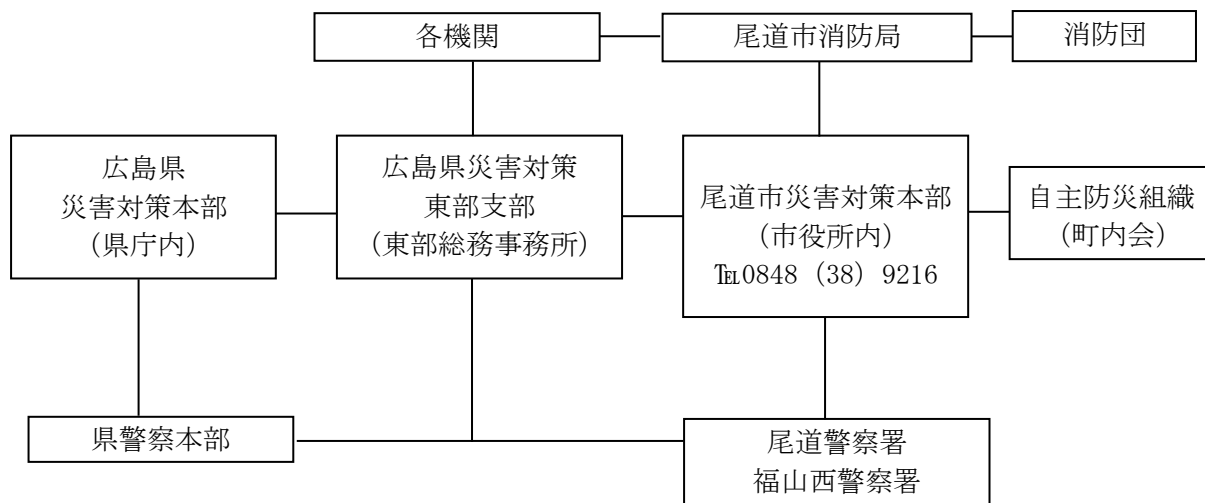 各機関
尾道市消防局
消防団
広島県
災害対策本部
（県庁内）
広島県災害対策
東部支部
（東部総務事務所）
尾道市災害対策本部
（市役所内）
℡0848（38）9216
自主防災組織
（町内会）
県警察本部
尾道警察署
福山西警察署